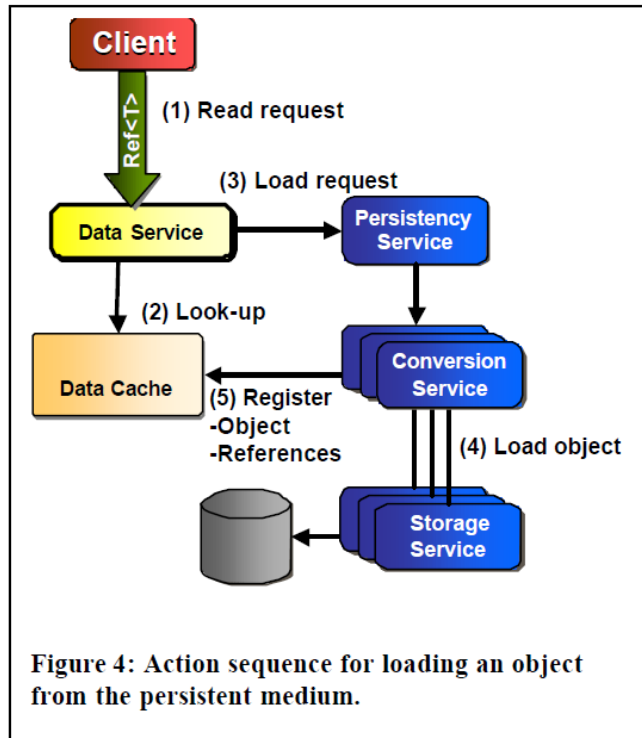 Client
Ref<T>
(1) Read request
(3) Load request
Data Service
Persistency
Service
(2) Look-up
Data Cache
Conversion
Service
(5) Register
-Object
-References
(4) Load object
Storage
Service
Figure 4: Action sequence for loading an object
from the persistent medium.